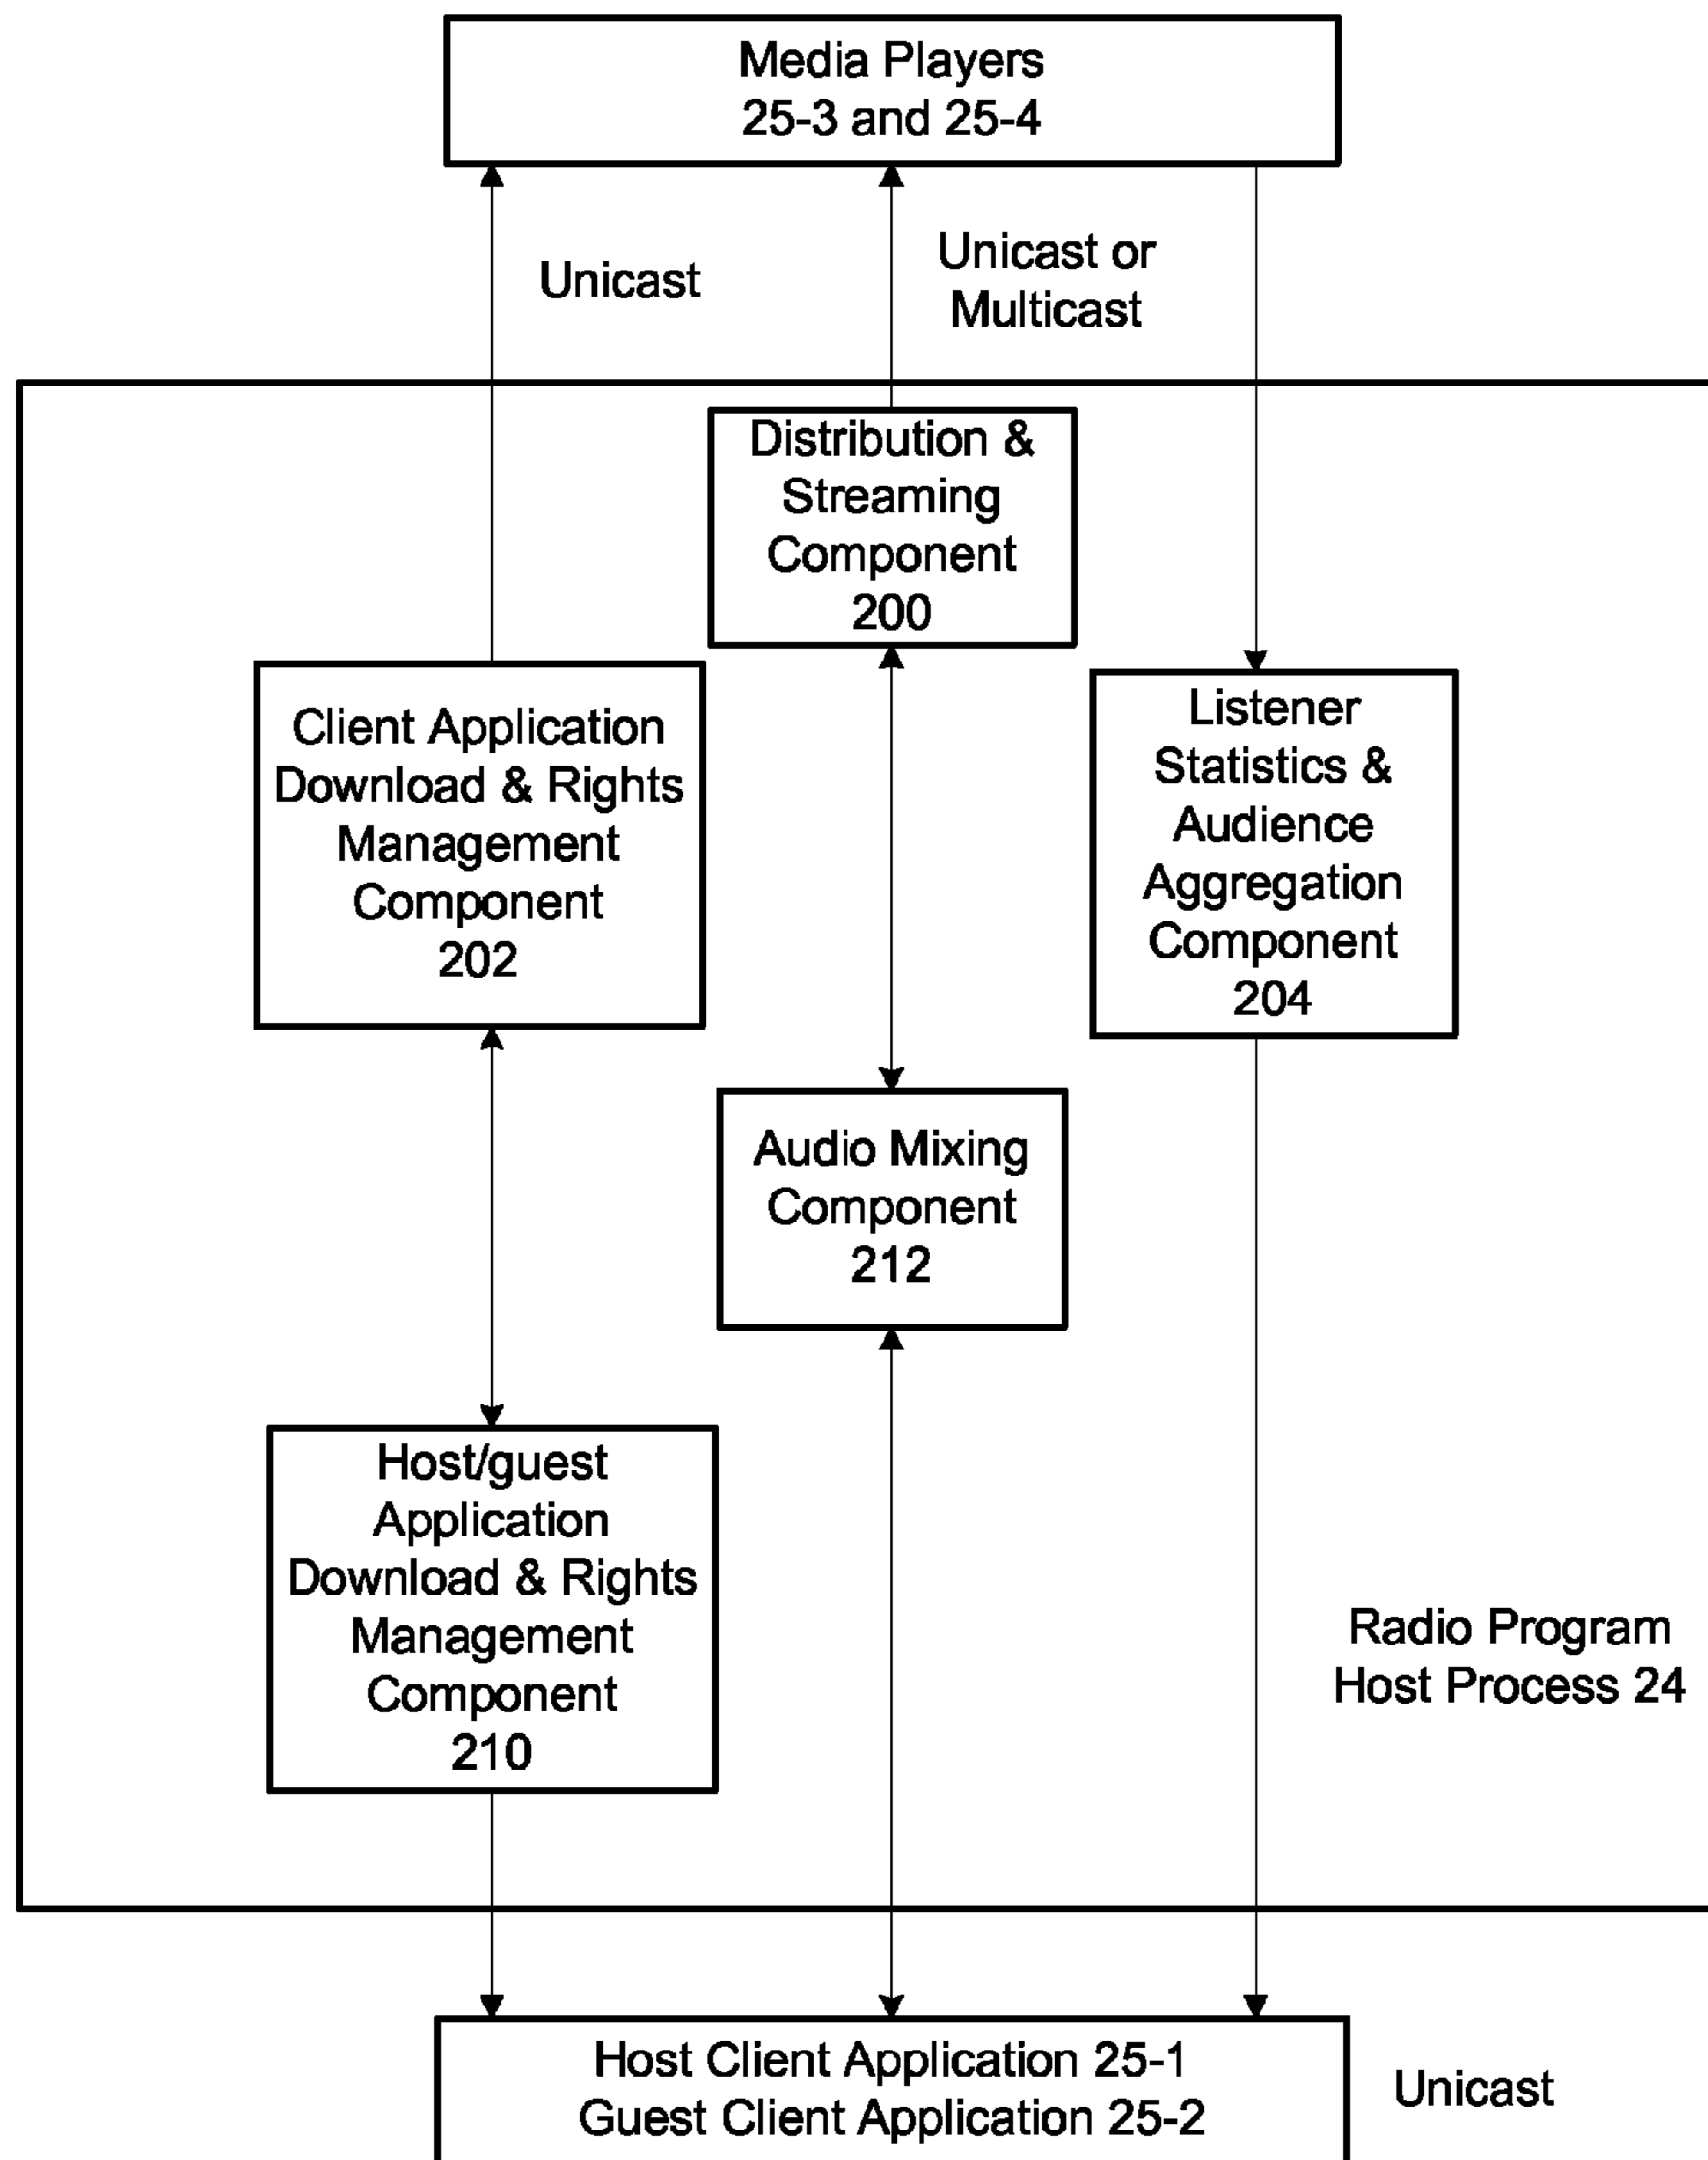 Media Players
25-3 and 25-4
Unicast
Unicast or
Multicast
Distribution &
Streaming
Component
200
Client Application
Download & Rights
Management
Component
202
Listener
Statistics &
Audience
Aggregation
Component
204
Audio Mixing
Component
212
Host/guest
Application
Download & Rights
Management
Component
210
Radio Program
Host Process 24
Host Client Application 25-1
Guest Client Application 25-2
Unicast